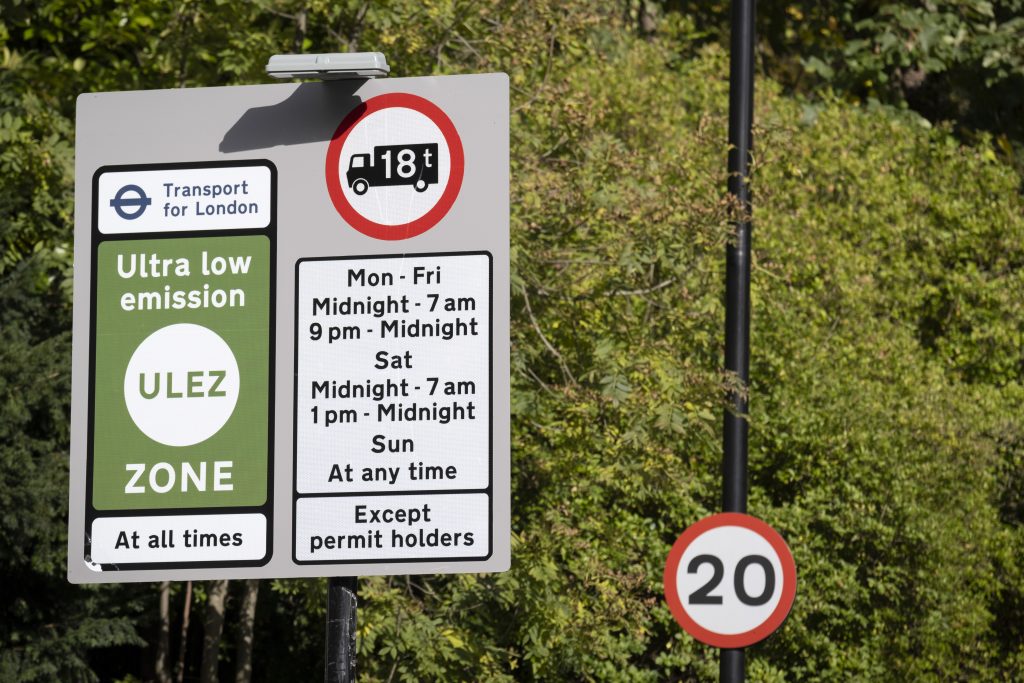 Transport
for London
Ultra low
emission
ULEZ
ZONE
At all times
18t
Mon - Fri
Midnight - 7 am
9 pm - Midnight
Sat
Midnight - 7 am
1 pm - Midnight
Sun
At any time
Except
permit holders
20